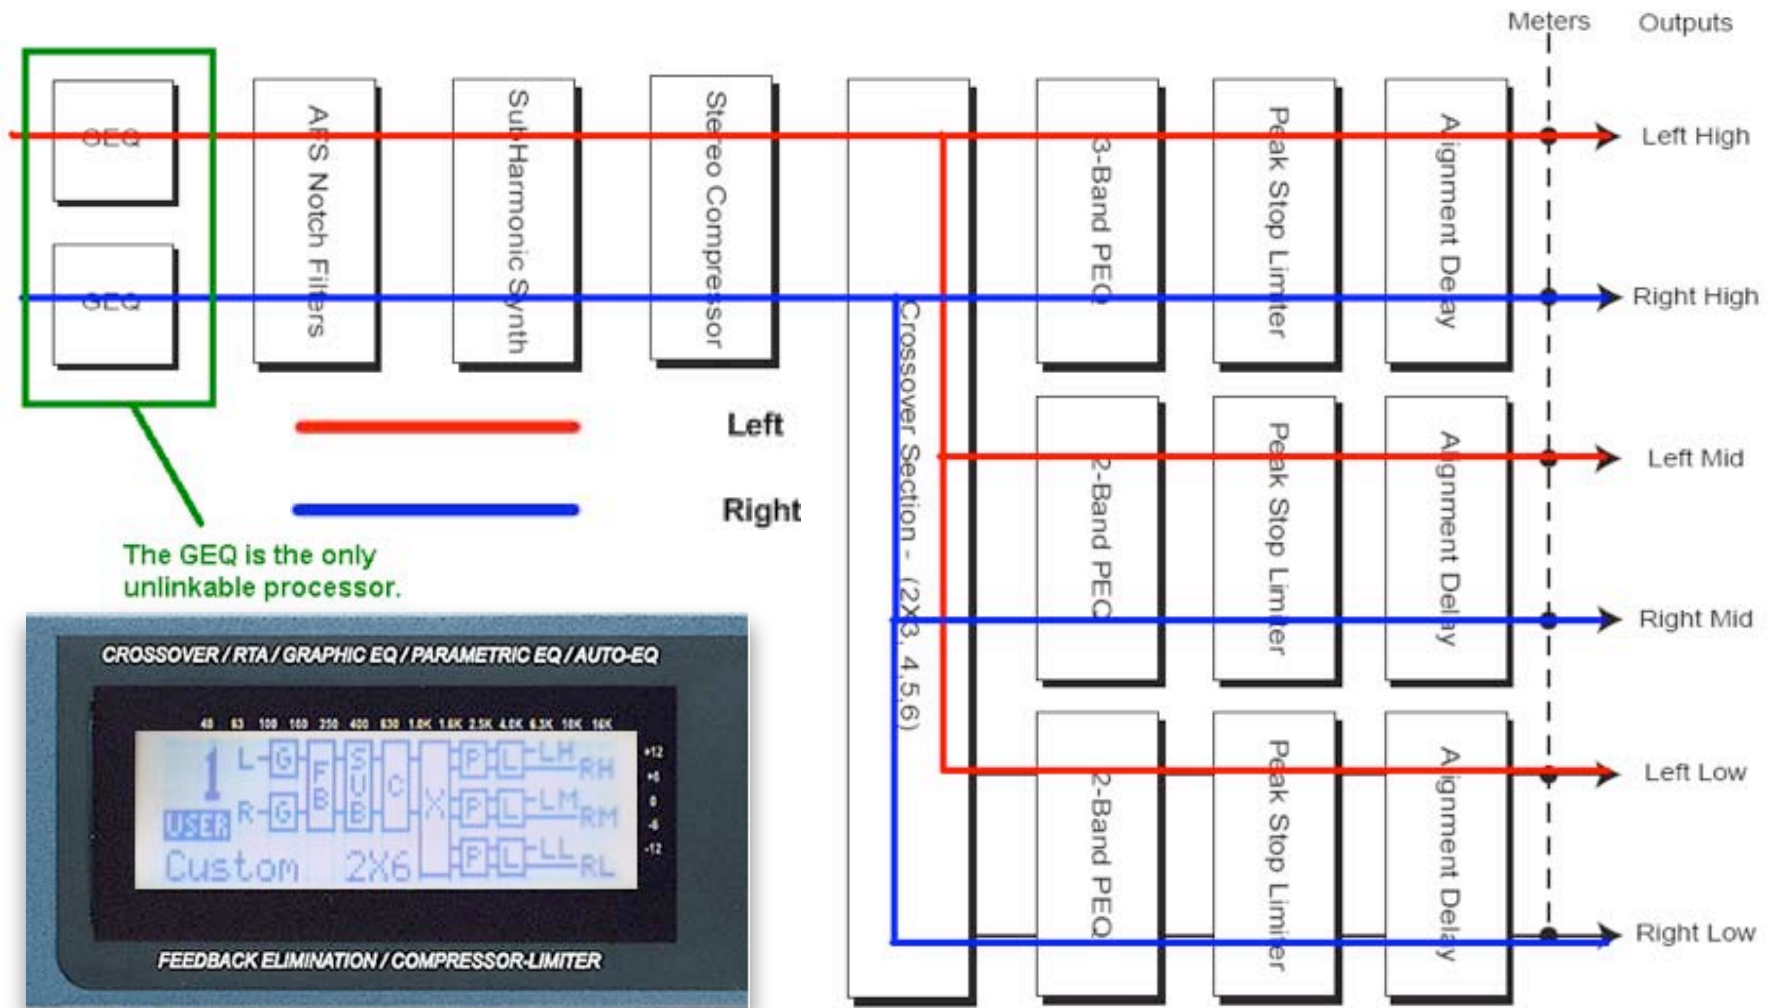 Meters
Outputs
GEQ
GEQ
AFS Notch Filters
SubHarmonic Synth
Stereo Compressor
Crossover Section - (2X3, 4,5,6)
3-Band PEQ
Peak Stop Limiter
Alignment Delay
Left High
Right High
2-Band PEQ
Peak Stop Limiter
Alignment Delay
Left Mid
Right Mid
2-Band PEQ
Peak Stop Limiter
Alignment Delay
Left Low
Right Low
Left
Right
The GEQ is the only
unlinkable processor.
CROSSOVER / RTA / GRAPHIC EQ / PARAMETRIC EQ / AUTO-EQ
40 63 100 160 250 400 630 1.0K 1.6K 2.5K 4.0K 6.3K 10K 16K
+12
+6
0
-6
-12
1 L G FB SUB C X P L LH RH
USER R G P L LM RM
Custom 2X6 P L LL RL
FEEDBACK ELIMINATION / COMPRESSOR-LIMITER